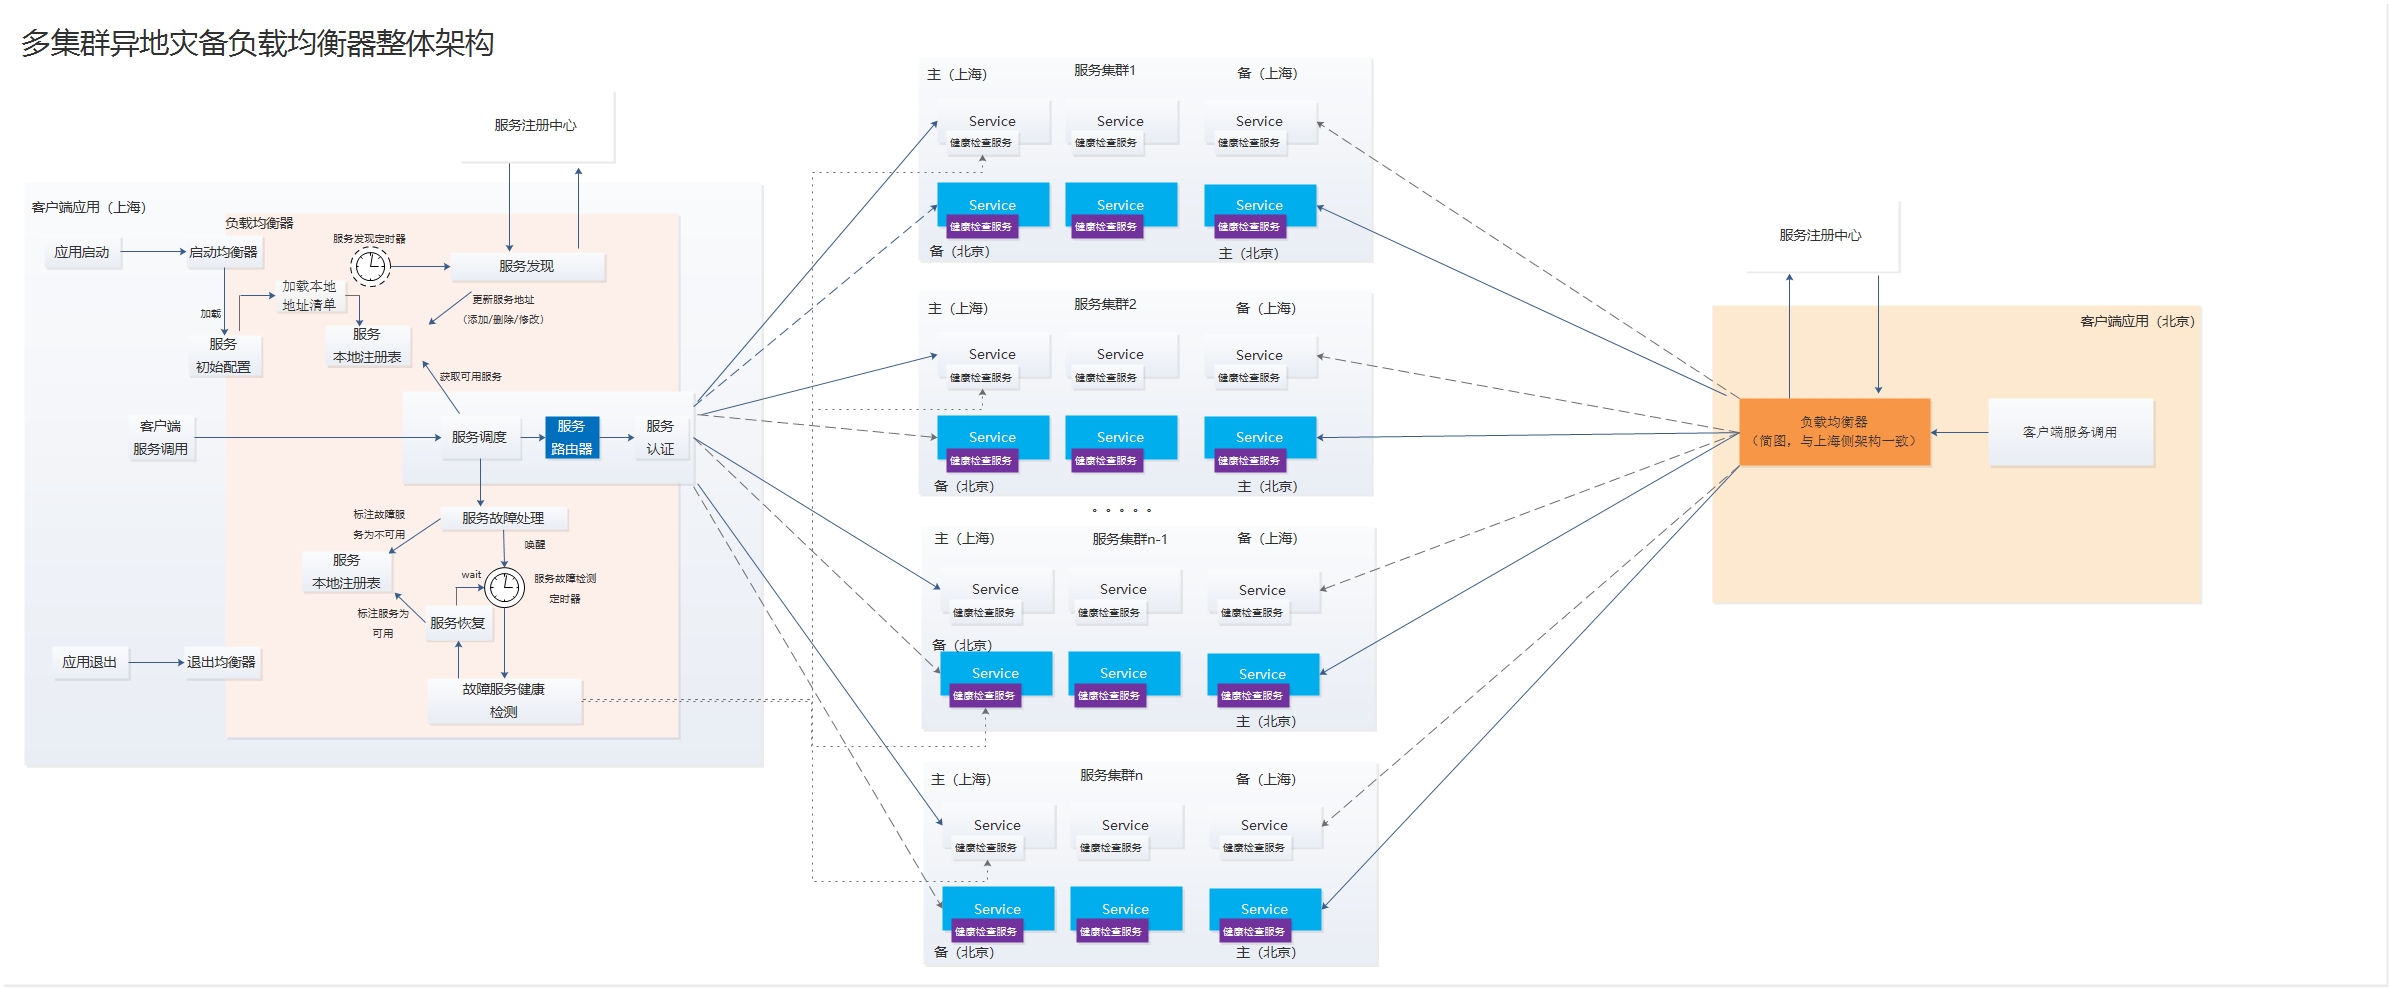 多集群异地灾备负载均衡器整体架构
服务注册中心
客户端应用（上海）
负载均衡器
应用启动
启动均衡器
服务发现定时器
服务发现
加载本地
地址清单
加载
更新服务地址
（添加/删除/修改）
服务
初始配置
服务
本地注册表
获取可用服务
客户端
服务调用
服务调度
服务
路由器
服务
认证
标注故障服
务为不可用
服务故障处理
唤醒
服务
本地注册表
wait
服务故障检测
定时器
标注服务为
可用
服务恢复
应用退出
退出均衡器
故障服务健康
检测
主（上海）
服务集群1
备（上海）
Service
健康检查服务
Service
健康检查服务
Service
健康检查服务
Service
健康检查服务
Service
健康检查服务
Service
健康检查服务
备（北京）
主（北京）
主（上海）
服务集群2
备（上海）
Service
健康检查服务
Service
健康检查服务
Service
健康检查服务
Service
健康检查服务
Service
健康检查服务
Service
健康检查服务
备（北京）
主（北京）
。。。。。
主（上海）
服务集群n-1
备（上海）
Service
健康检查服务
Service
健康检查服务
Service
健康检查服务
备（北京）
Service
健康检查服务
Service
健康检查服务
Service
健康检查服务
主（北京）
主（上海）
服务集群n
备（上海）
Service
健康检查服务
Service
健康检查服务
Service
健康检查服务
Service
健康检查服务
Service
健康检查服务
Service
健康检查服务
备（北京）
主（北京）
服务注册中心
客户端应用（北京）
负载均衡器
（简图，与上海侧架构一致）
客户端服务调用